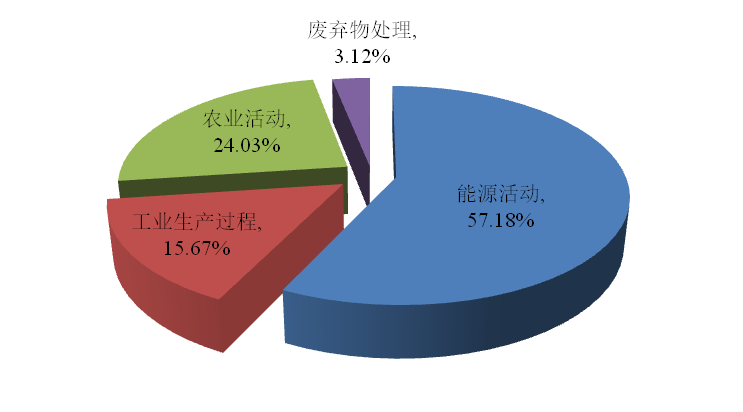 废弃物处理,
3.12%
农业活动,
24.03%
能源活动,
57.18%
工业生产过程,
15.67%